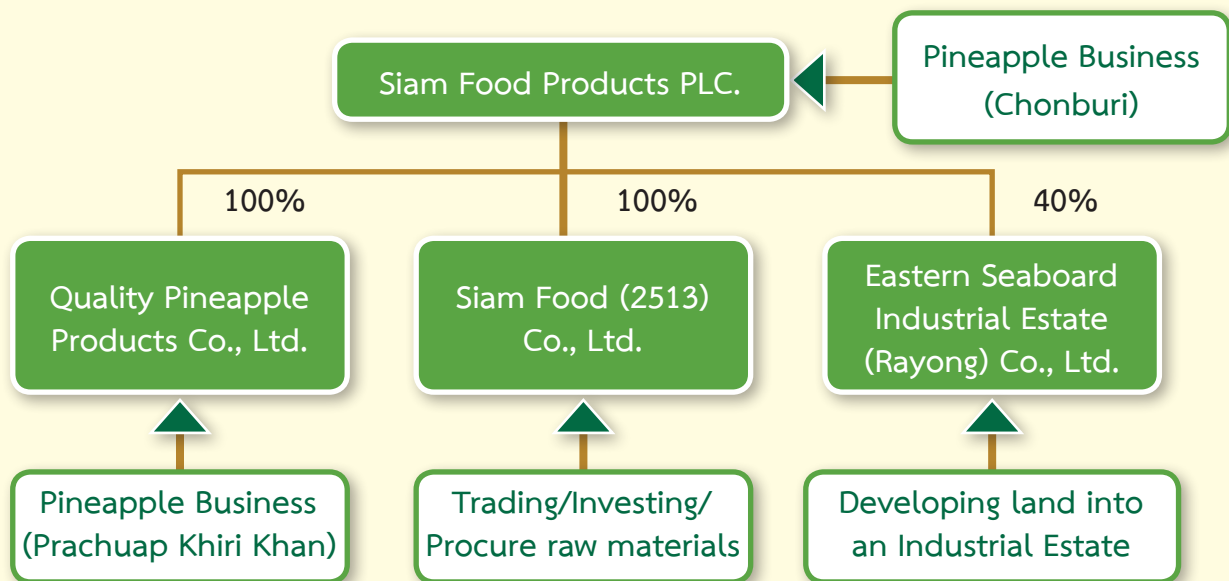 Siam Food Products PLC.
Pineapple Business
(Chonburi)
100%
100%
40%
Quality Pineapple
Products Co., Ltd.
Siam Food (2513)
Co., Ltd.
Eastern Seaboard
Industrial Estate
(Rayong) Co., Ltd.
Pineapple Business
(Prachuap Khiri Khan)
Trading/Investing/
Procure raw materials
Developing land into
an Industrial Estate